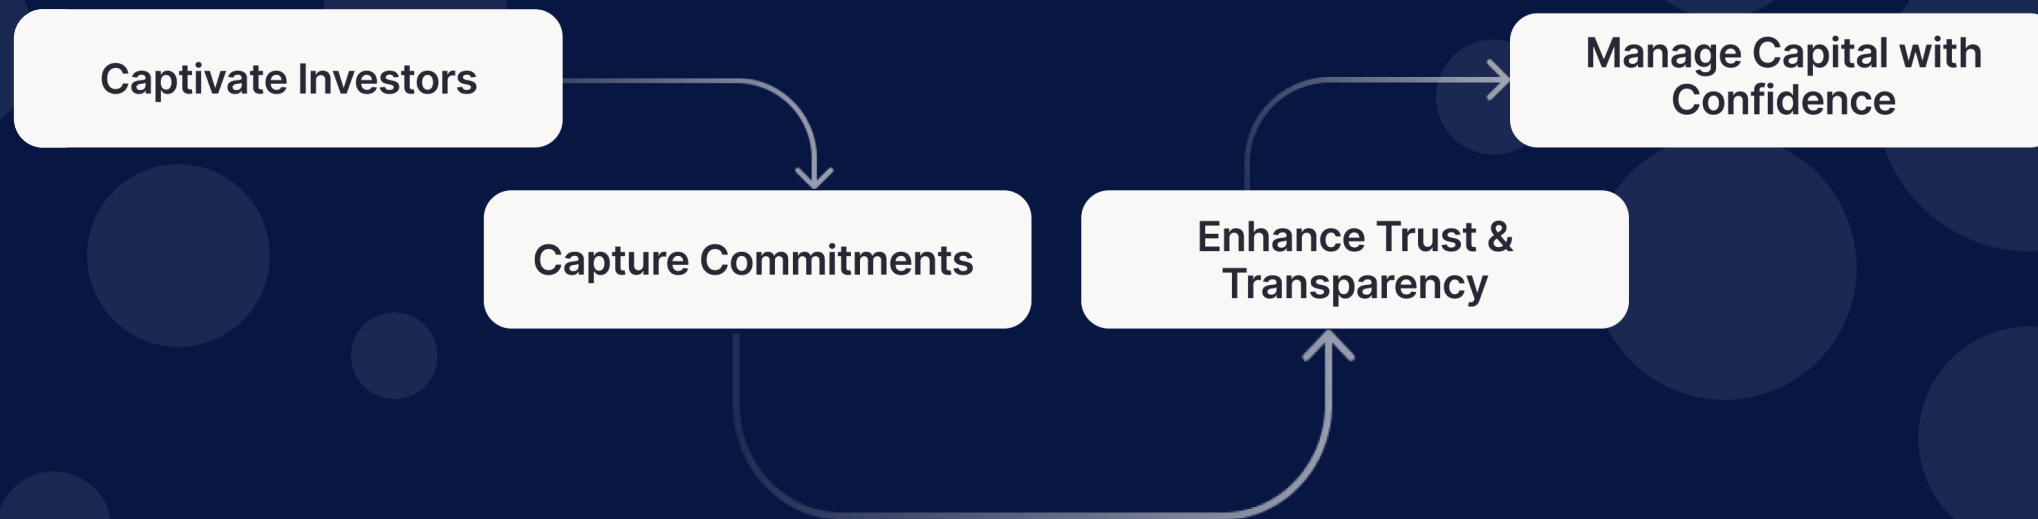 Captivate Investors
Capture Commitments
Enhance Trust &
Transparency
Manage Capital with
Confidence